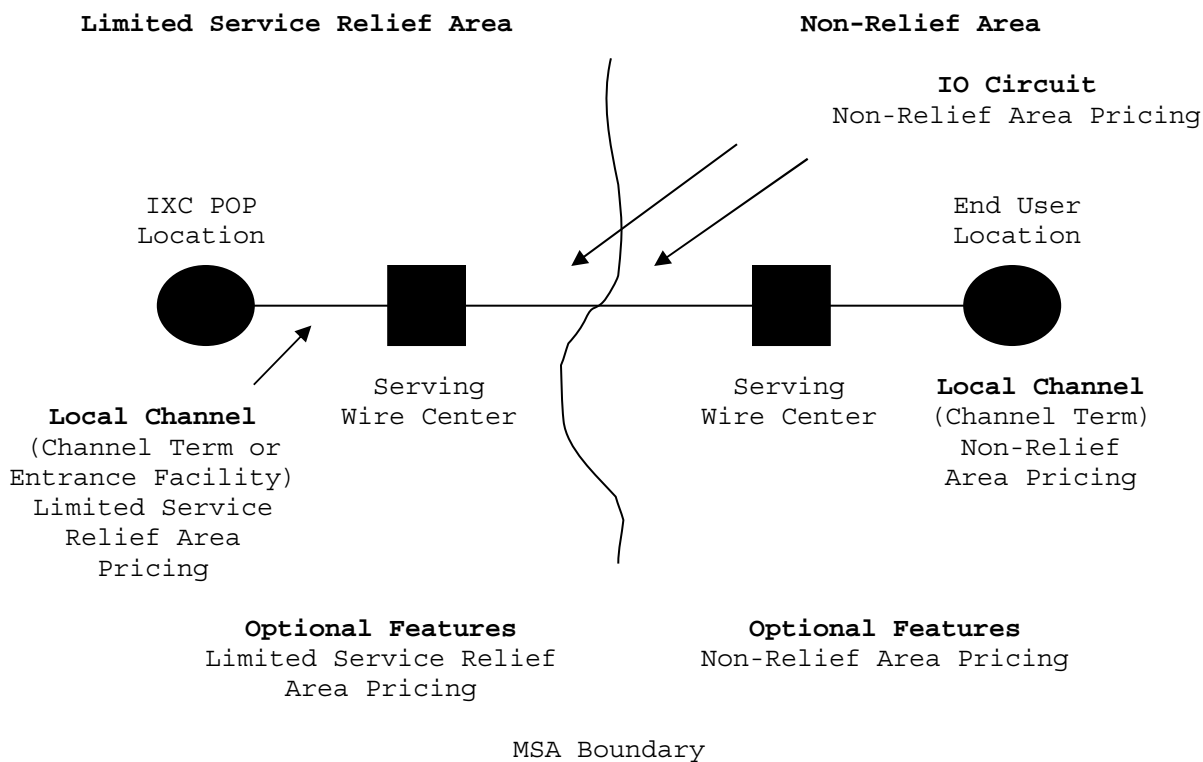 Limited Service Relief Area
Non-Relief Area
IO Circuit
Non-Relief Area Pricing
IXC POP
Location
End User
Location
Serving
Wire Center
Serving
Wire Center
Local Channel
(Channel Term or
Entrance Facility)
Limited Service
Relief Area
Pricing
Local Channel
(Channel Term)
Non-Relief
Area Pricing
Optional Features
Limited Service Relief
Area Pricing
Optional Features
Non-Relief Area Pricing
MSA Boundary